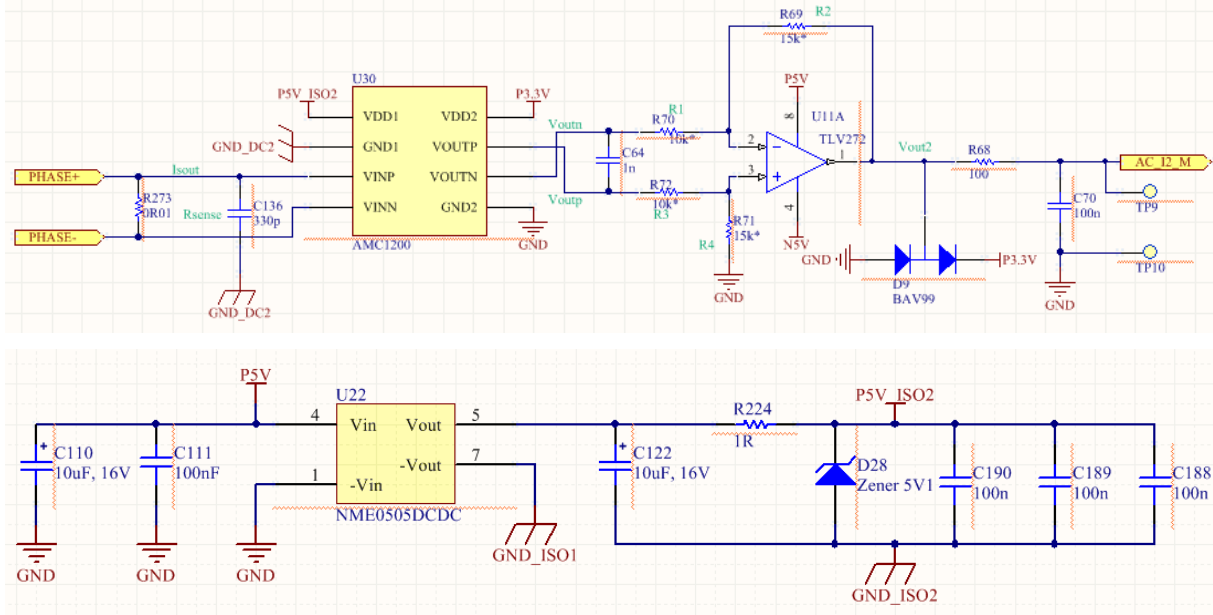 R69
R2
15k*
U30
P5V_ISO2
P3.3V
P5V
VDD1
VDD2
Voutn
R1
R70
10k*
8
U11A
TLV272
GND_DC2
GND1
VOUTP
C64
1n
2
1
Vout2
R68
100
AC_I2_M
PHASE+
Isout
VINP
VOUTN
R72
10k*
3
R273
0R01
Rsense
C136
330p
VINN
GND2
Voutp
R3
R71
15k*
4
C70
100n
TP9
PHASE-
AMC1200
GND
R4
N5V
GND
P3.3V
TP10
D9
BAV99
GND_DC2
GND
GND
P5V
U22
P5V_ISO2
4
Vin
Vout
5
R224
1R
C110
10uF, 16V
C111
100nF
1
-Vout
7
-Vin
C122
10uF, 16V
D28
Zener 5V1
C190
100n
C189
100n
C188
100n
NME0505DCDC
GND_ISO1
GND
GND
GND
GND_ISO2